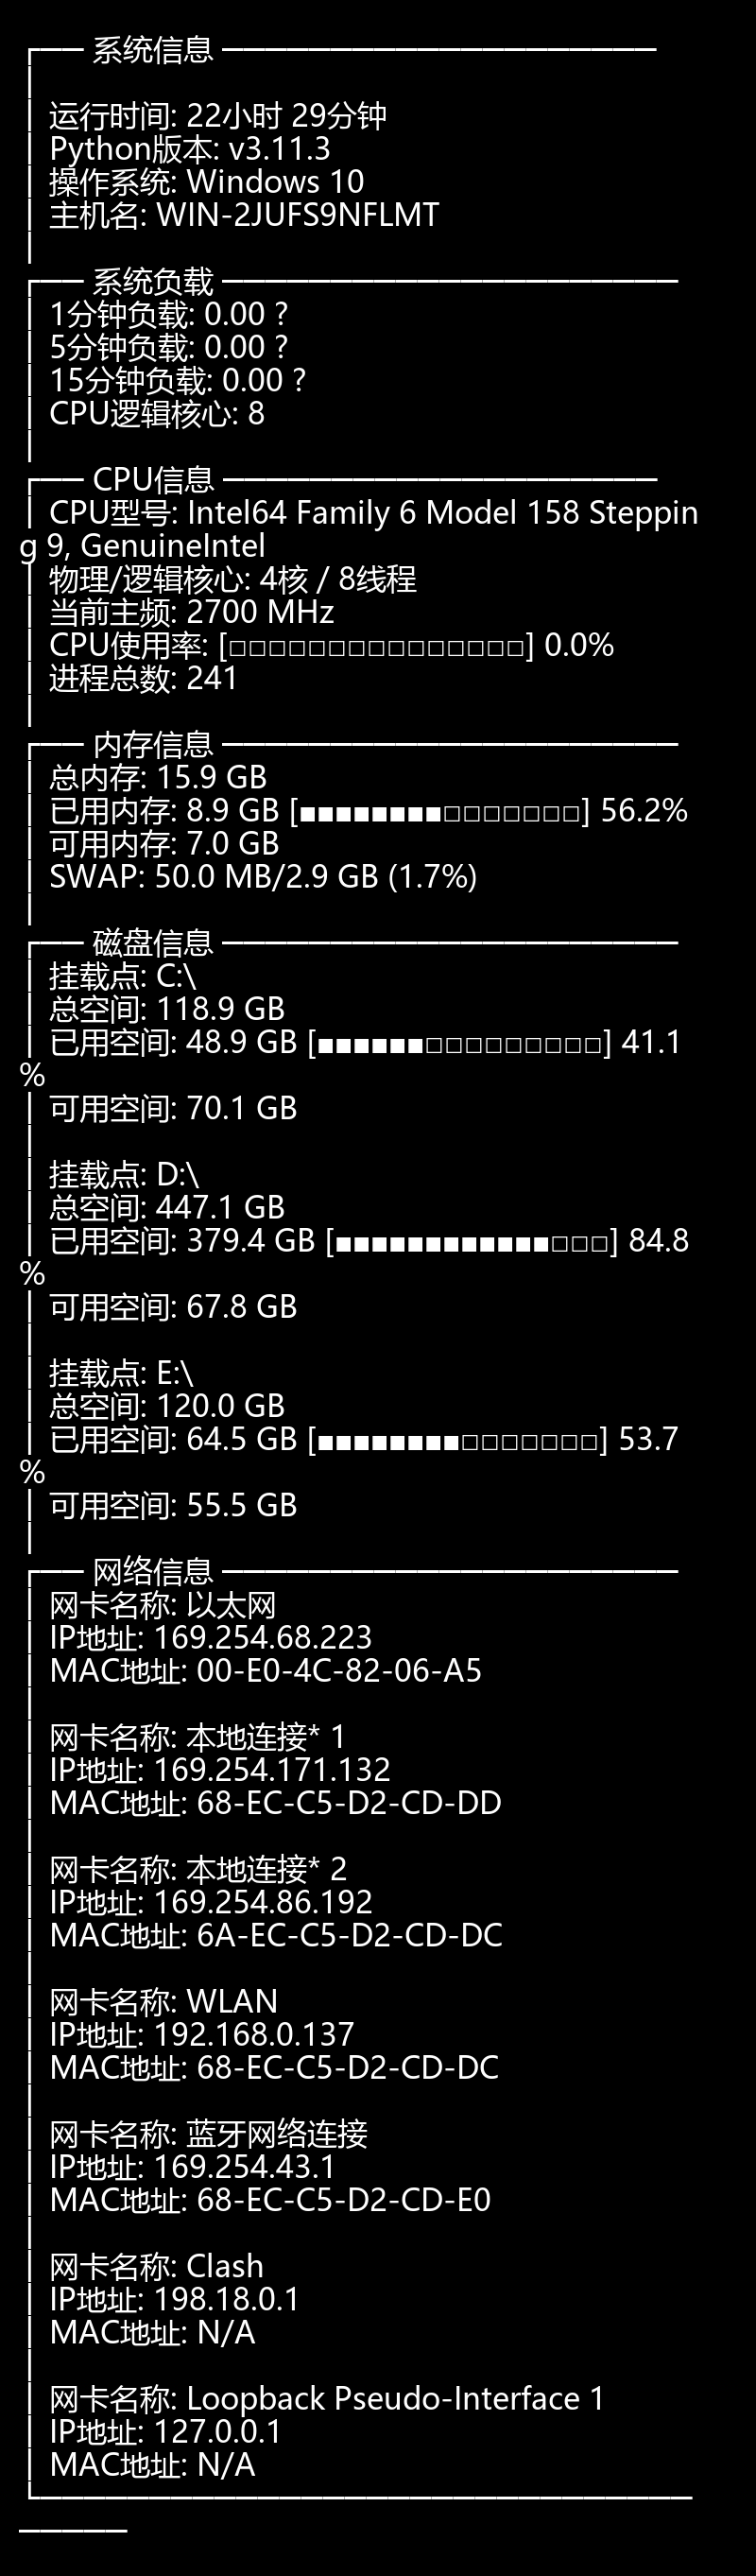 ┌── 系统信息 ────────────────────
│
│ 运行时间: 22小时 29分钟
│ Python版本: v3.11.3
│ 操作系统: Windows 10
│ 主机名: WIN-2JUFS9NFLMT
│
┌── 系统负载 ─────────────────────
│ 1分钟负载: 0.00 ?
│ 5分钟负载: 0.00 ?
│ 15分钟负载: 0.00 ?
│ CPU逻辑核心: 8
│
┌── CPU信息 ────────────────────
│ CPU型号: Intel64 Family 6 Model 158 Steppin
g 9, GenuineIntel
│ 物理/逻辑核心: 4核 / 8线程
│ 当前主频: 2700 MHz
│ CPU使用率: [□□□□□□□□□□□□□□□] 0.0%
│ 进程总数: 241
│
┌── 内存信息 ─────────────────────
│ 总内存: 15.9 GB
│ 已用内存: 8.9 GB [■■■■■■■■□□□□□□□] 56.2%
│ 可用内存: 7.0 GB
│ SWAP: 50.0 MB/2.9 GB (1.7%)
│
┌── 磁盘信息 ─────────────────────
│ 挂载点: C:\
│ 总空间: 118.9 GB
│ 已用空间: 48.9 GB [■■■■■■□□□□□□□□□] 41.1
%
│ 可用空间: 70.1 GB
│
│ 挂载点: D:\
│ 总空间: 447.1 GB
│ 已用空间: 379.4 GB [■■■■■■■■■■■■□□□] 84.8
%
│ 可用空间: 67.8 GB
│
│ 挂载点: E:\
│ 总空间: 120.0 GB
│ 已用空间: 64.5 GB [■■■■■■■■□□□□□□□] 53.7
%
│ 可用空间: 55.5 GB
│
┌── 网络信息 ─────────────────────
│ 网卡名称: 以太网
│ IP地址: 169.254.68.223
│ MAC地址: 00-E0-4C-82-06-A5
│
│ 网卡名称: 本地连接* 1
│ IP地址: 169.254.171.132
│ MAC地址: 68-EC-C5-D2-CD-DD
│
│ 网卡名称: 本地连接* 2
│ IP地址: 169.254.86.192
│ MAC地址: 6A-EC-C5-D2-CD-DC
│
│ 网卡名称: WLAN
│ IP地址: 192.168.0.137
│ MAC地址: 68-EC-C5-D2-CD-DC
│
│ 网卡名称: 蓝牙网络连接
│ IP地址: 169.254.43.1
│ MAC地址: 68-EC-C5-D2-CD-E0
│
│ 网卡名称: Clash
│ IP地址: 198.18.0.1
│ MAC地址: N/A
│
│ 网卡名称: Loopback Pseudo-Interface 1
│ IP地址: 127.0.0.1
│ MAC地址: N/A
└──────────────────────────────
─────